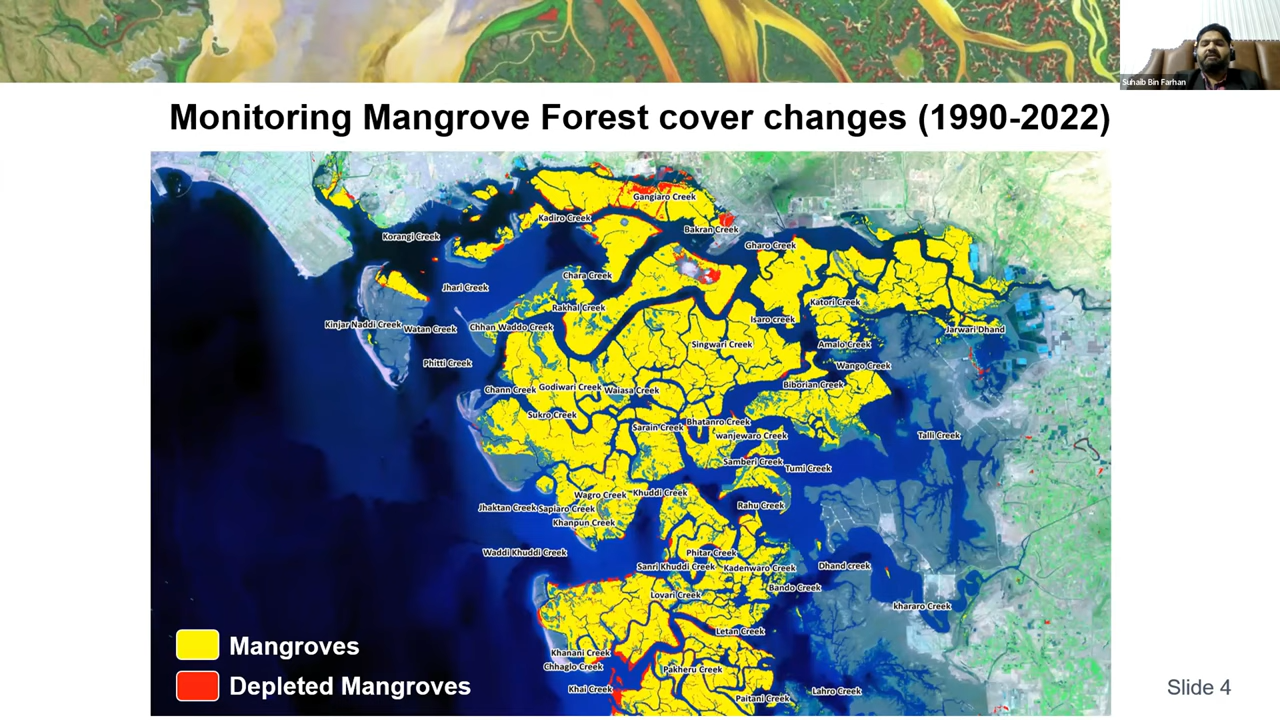 Suhaib Bin Farhan
Monitoring Mangrove Forest cover changes (1990-2022)
Gangiaro Creek
Kadiro Creek
Bakran Creek
Korangi Creek
Gharo Creek
Chara Creek
Jhari Creek
Katori Creek
Rakhal Creek
Isaro creek
Kinjar Naddi Creek
Watan Creek
Chhan Waddo Creek
Jarwari Dhand
Singwari Creek
Amalo Creek
Phitti Creek
Wango Creek
Chann Creek
Godiwari Creek
Waiasa Creek
Biborian Creek
Sukro Creek
Bhatanro Creek
Sarain Creek
wanjewaro Creek
Talli Creek
Samberi Creek
Tumi Creek
Wagro Creek
Khuddi Creek
Jhaktan Creek
Sapiaro Creek
Rahu Creek
Khanpun Creek
Waddi Khuddi Creek
Phitar Creek
Sanri Khuddi Creek
Kadenwaro Creek
Dhand creek
Bando Creek
Lovari Creek
khararo Creek
Letan Creek
Mangroves
Khanani Creek
Chhaglo Creek
Pakheru Creek
Depleted Mangroves
Khai Creek
Paitani Creek
Lahro Creek
Slide 4